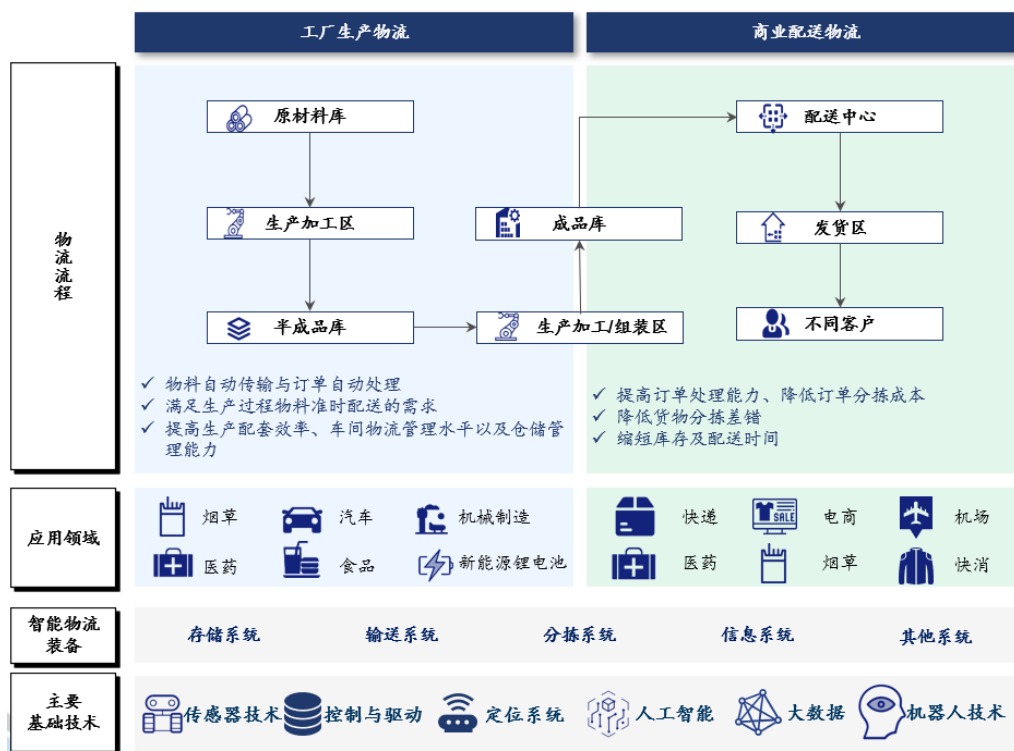 工厂生产物流
商业配送物流
物流流程
原材料库
配送中心
生产加工区
成品库
发货区
半成品库
生产加工/组装区
不同客户
✓ 物料自动传输与订单自动处理
✓ 满足生产过程物料准时配送的需求
✓ 提高生产配套效率、车间物流管理水平以及仓储管
理能力
✓ 提高订单处理能力、降低订单分拣成本
✓ 降低货物分拣差错
✓ 缩短库存及配送时间
应用领域
烟草
汽车
机械制造
医药
食品
新能源锂电池
快递
SALE
电商
机场
医药
烟草
快消
智能物流
装备
存储系统
输送系统
分拣系统
信息系统
其他系统
主要
基础技术
传感器技术
控制与驱动
定位系统
人工智能
大数据
机器人技术